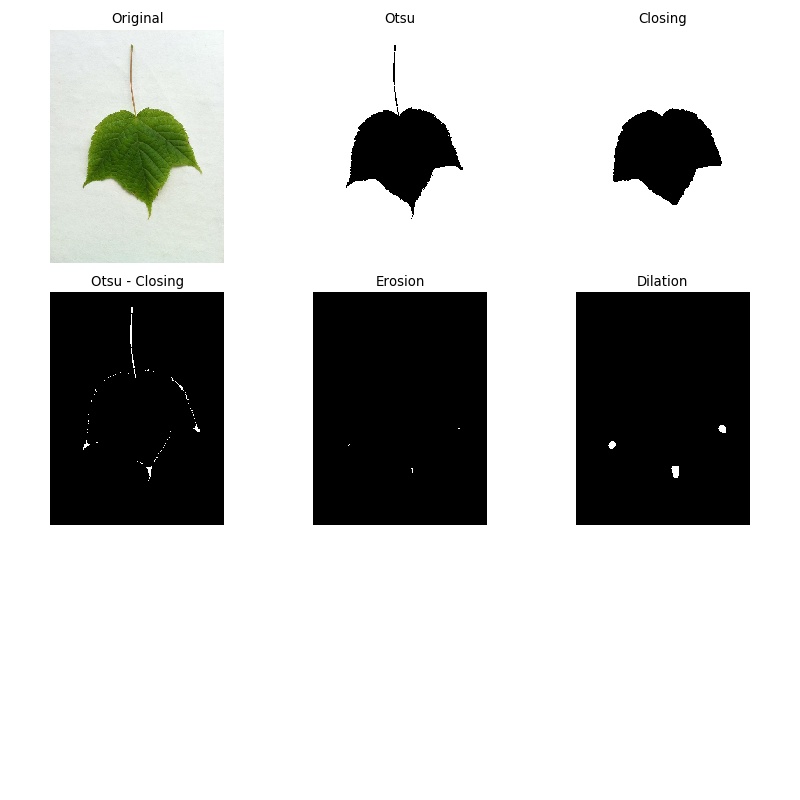 Original
Otsu
Closing
Otsu - Closing
Erosion
Dilation